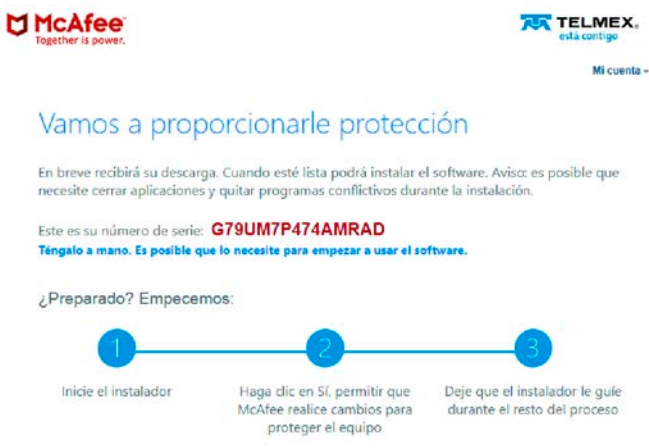 McAfee
Together is power.
TELMEX.
está contigo
Mi cuenta
Vamos a proporcionarle protección
En breve recibirá su descarga. Cuando esté lista podrá instalar el software. Aviso: es posible que
necesite cerrar aplicaciones y quitar programas conflictivos durante la instalación.
Este es su número de serie: G79UM7P474AMRAD
Téngalo a mano. Es posible que lo necesite para empezar a usar el software.
¿Preparado? Empecemos:
1
2
3
Inicie el instalador
Haga clic en Sí, permitir que
McAfee realice cambios para
proteger el equipo
Deje que el instalador le guíe
durante el resto del proceso